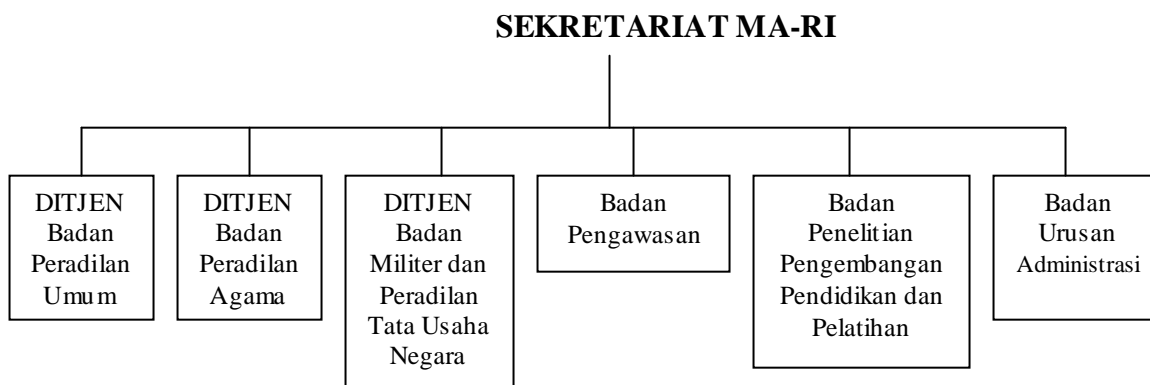 SEKRETARIAT MA-RI
DITJEN
Badan
Peradilan
Umum
DITJEN
Badan
Peradilan
Agama
DITJEN
Badan
Militer dan
Peradilan
Tata Usaha
Negara
Badan
Pengawasan
Badan
Penelitian
Pengembangan
Pendidikan dan
Pelatihan
Badan
Urusan
Administrasi